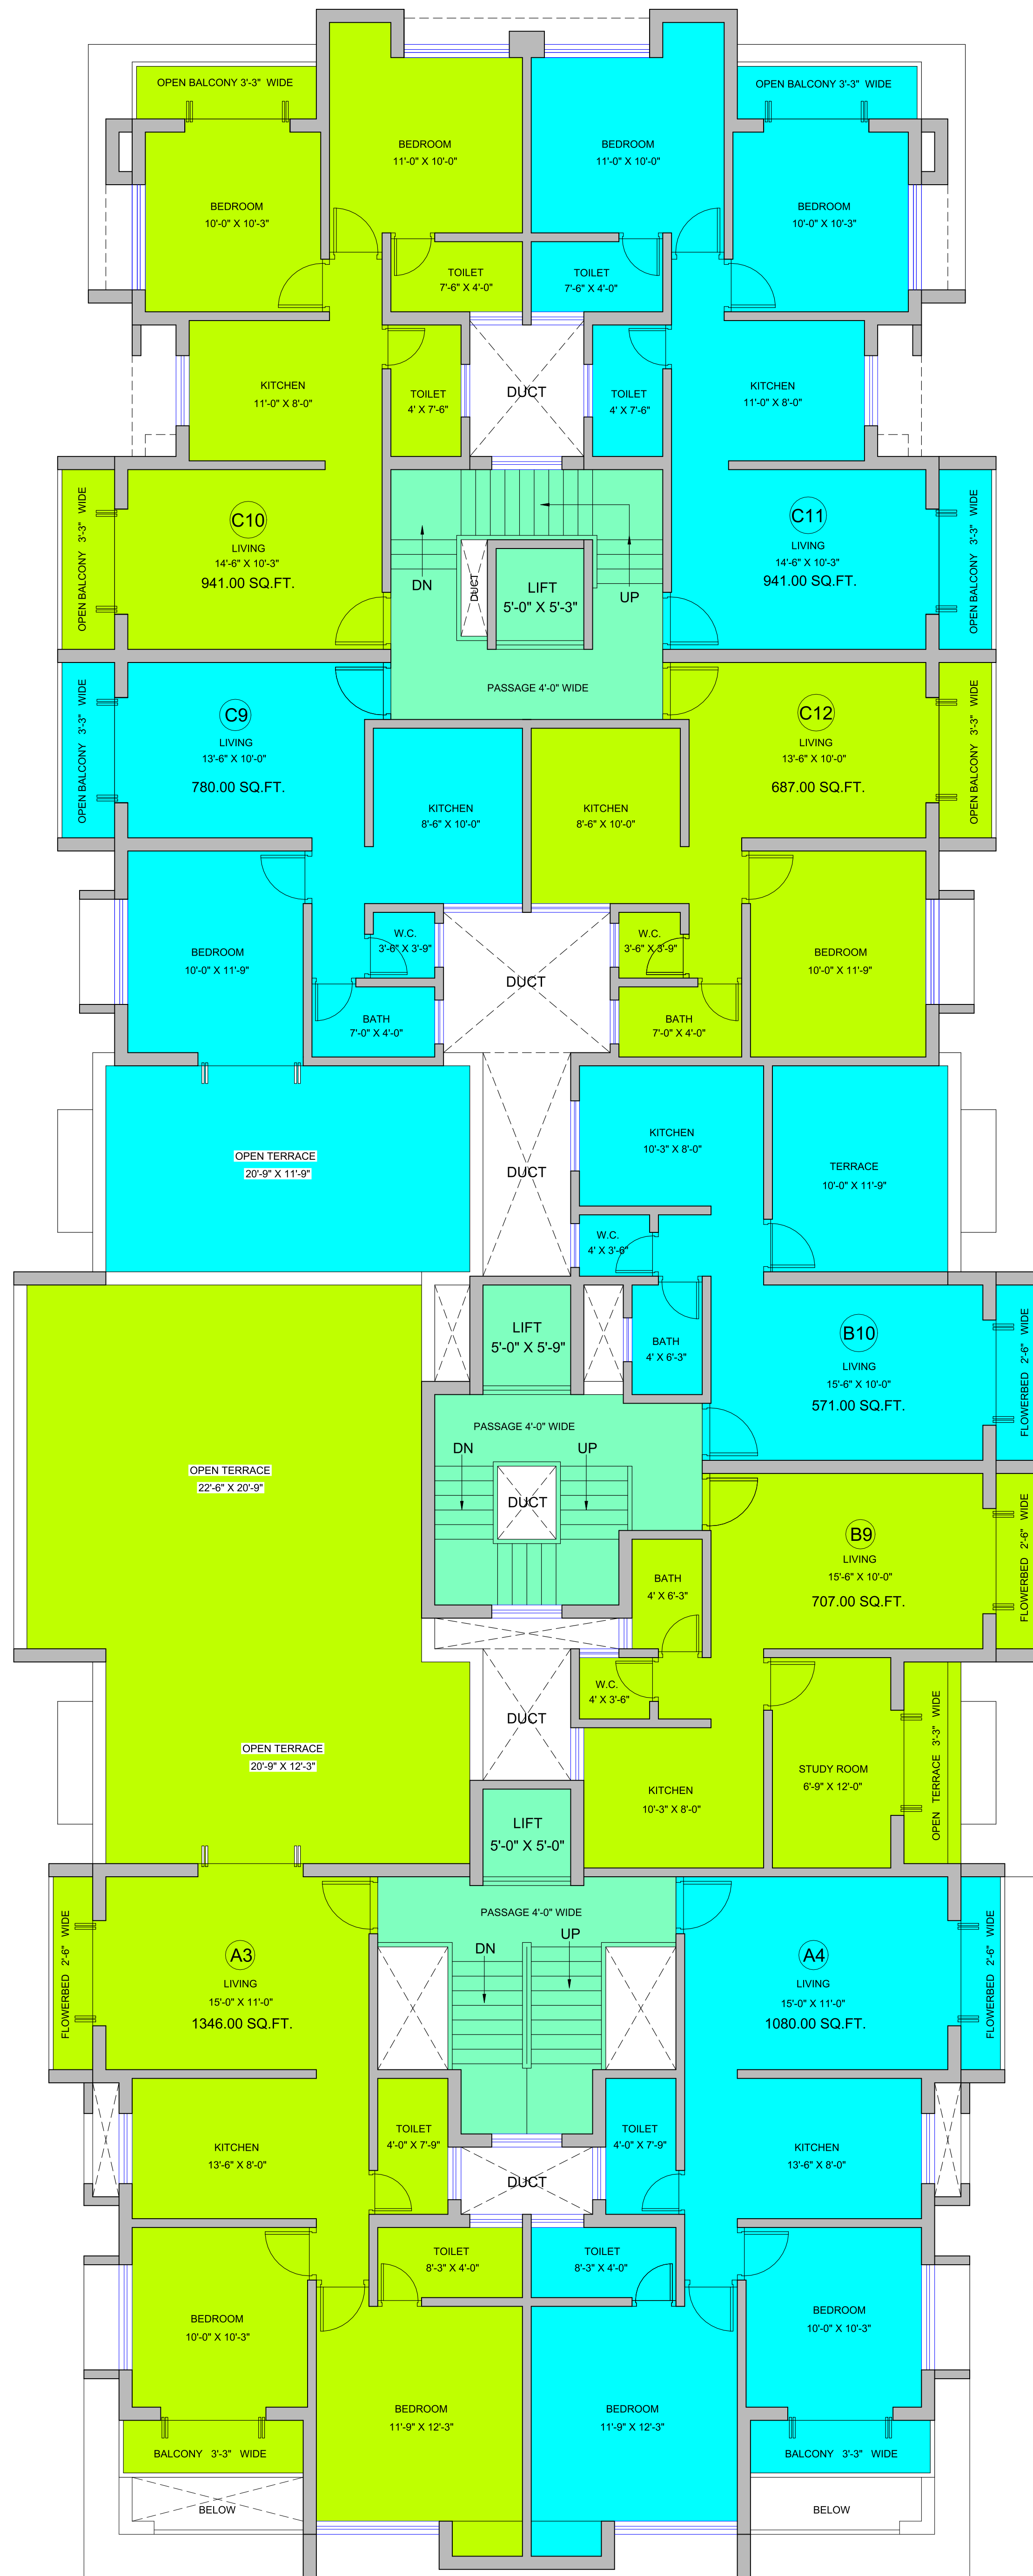 OPEN BALCONY 3'-3" WIDE
OPEN BALCONY 3'-3" WIDE
BEDROOM
11'-0" X 10'-0"
BEDROOM
11'-0" X 10'-0"
BEDROOM
10'-0" X 10'-3"
BEDROOM
10'-0" X 10'-3"
TOILET
7'-6" X 4'-0"
TOILET
7'-6" X 4'-0"
KITCHEN
11'-0" X 8'-0"
TOILET
4' X 7'-6"
DUCT
TOILET
4' X 7'-6"
KITCHEN
11'-0" X 8'-0"
OPEN BALCONY 3'-3" WIDE
C10
LIVING
14'-6" X 10'-3"
941.00 SQ.FT.
DN
DUCT
LIFT
5'-0" X 5'-3"
UP
C11
LIVING
14'-6" X 10'-3"
941.00 SQ.FT.
OPEN BALCONY 3'-3" WIDE
PASSAGE 4'-0" WIDE
OPEN BALCONY 3'-3" WIDE
C9
LIVING
13'-6" X 10'-0"
780.00 SQ.FT.
C12
LIVING
13'-6" X 10'-0"
687.00 SQ.FT.
OPEN BALCONY 3'-3" WIDE
KITCHEN
8'-6" X 10'-0"
KITCHEN
8'-6" X 10'-0"
BEDROOM
10'-0" X 11'-9"
W.C.
3'-6" X 3'-9"
DUCT
W.C.
3'-6" X 3'-9"
BEDROOM
10'-0" X 11'-9"
BATH
7'-0" X 4'-0"
BATH
7'-0" X 4'-0"
OPEN TERRACE
20'-9" X 11'-9"
DUCT
KITCHEN
10'-3" X 8'-0"
TERRACE
10'-0" X 11'-9"
W.C.
4' X 3'-6"
LIFT
5'-0" X 5'-9"
BATH
4' X 6'-3"
B10
LIVING
15'-6" X 10'-0"
571.00 SQ.FT.
FLOWERBED 2'-6" WIDE
PASSAGE 4'-0" WIDE
DN
UP
DUCT
OPEN TERRACE
22'-6" X 20'-9"
B9
LIVING
15'-6" X 10'-0"
707.00 SQ.FT.
FLOWERBED 2'-6" WIDE
BATH
4' X 6'-3"
W.C.
4' X 3'-6"
DUCT
OPEN TERRACE
20'-9" X 12'-3"
KITCHEN
10'-3" X 8'-0"
STUDY ROOM
6'-9" X 12'-0"
OPEN TERRACE 3'-3" WIDE
LIFT
5'-0" X 5'-0"
PASSAGE 4'-0" WIDE
DN
UP
FLOWERBED 2'-6" WIDE
A3
LIVING
15'-0" X 11'-0"
1346.00 SQ.FT.
A4
LIVING
15'-0" X 11'-0"
1080.00 SQ.FT.
FLOWERBED 2'-6" WIDE
KITCHEN
13'-6" X 8'-0"
TOILET
4'-0" X 7'-9"
TOILET
4'-0" X 7'-9"
KITCHEN
13'-6" X 8'-0"
DUCT
TOILET
8'-3" X 4'-0"
TOILET
8'-3" X 4'-0"
BEDROOM
10'-0" X 10'-3"
BEDROOM
10'-0" X 10'-3"
BEDROOM
11'-9" X 12'-3"
BEDROOM
11'-9" X 12'-3"
BALCONY 3'-3" WIDE
BALCONY 3'-3" WIDE
BELOW
BELOW